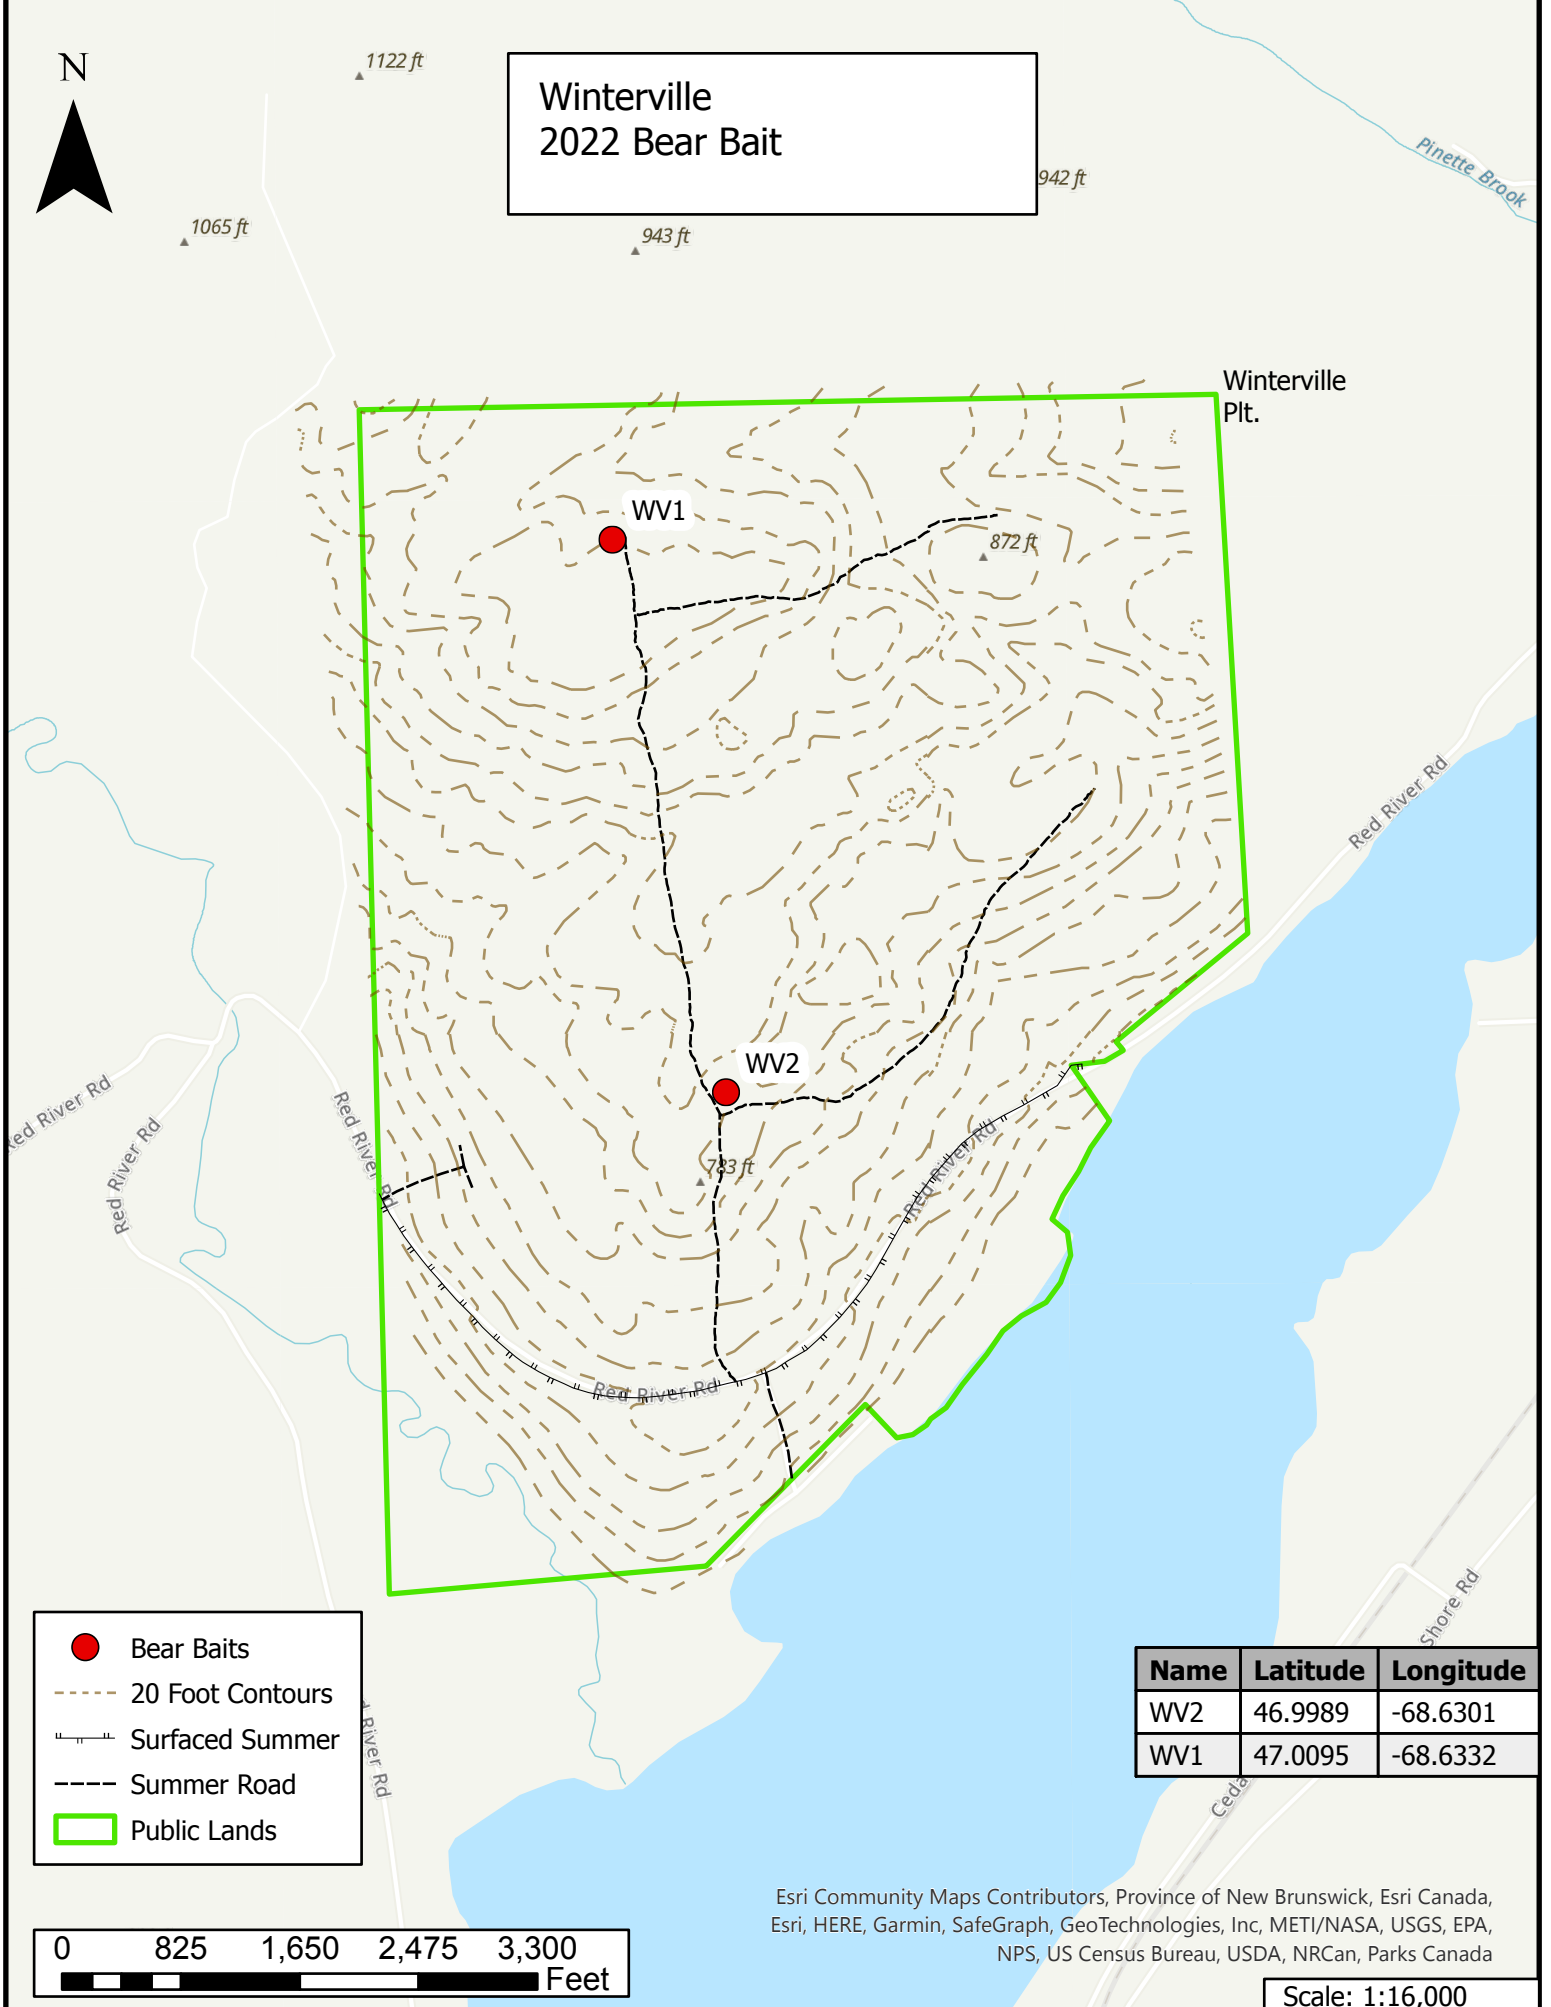 N
1122 ft
Winterville
2022 Bear Bait
Pinette Brook
942 ft
1065 ft
943 ft
Winterville
Plt.
WV1
872 ft
Red River Rd
WV2
Red River Rd
Red River Rd
Red River Rd
783 ft
Red River Rd
Red River Rd
Bear Baits
20 Foot Contours
Surfaced Summer
Summer Road
Public Lands
d River Rd
Shore Rd
Name Latitude Longitude
WV2 46.9989 -68.6301
WV1 47.0095 -68.6332
Ceda
Esri Community Maps Contributors, Province of New Brunswick, Esri Canada,
Esri, HERE, Garmin, SafeGraph, GeoTechnologies, Inc, METI/NASA, USGS, EPA,
NPS, US Census Bureau, USDA, NRCan, Parks Canada
0 825 1,650 2,475 3,300
Feet
Scale: 1:16,000